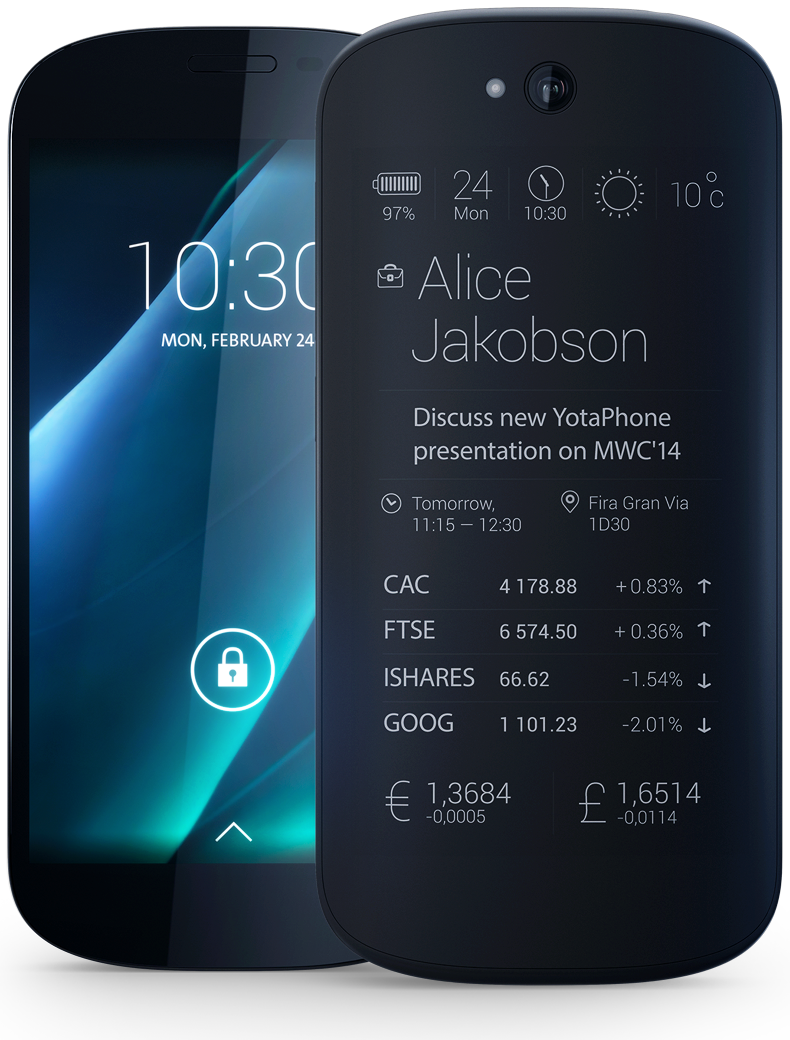 10:30
MON, FEBRUARY 24
97%
24
Mon
10:30
10°c
Alice
Jakobson
Discuss new YotaPhone
presentation on MWC'14
Tomorrow,
11:15 — 12:30
Fira Gran Via
1D30
CAC 4 178.88 +0.83% ↑
FTSE 6 574.50 + 0.36% ↑
ISHARES 66.62 -1.54% ↓
GOOG 1 101.23 -2.01% ↓
€ 1,3684
-0,0005
£ 1,6514
-0,0114